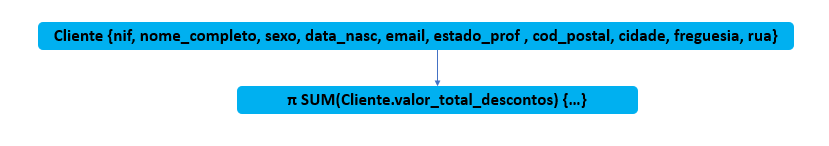 Cliente {nif, nome_completo, sexo, data_nasc, email, estado_prof , cod_postal, cidade, freguesia, rua}
π SUM(Cliente.valor_total_descontos) {...}